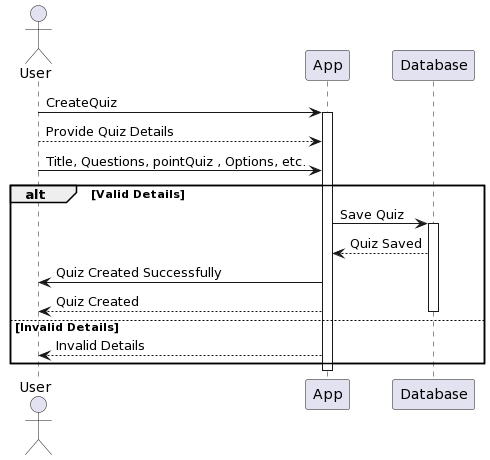 User
App
Database
CreateQuiz
Provide Quiz Details
Title, Questions, pointQuiz , Options, etc.
alt [Valid Details]
Save Quiz
Quiz Saved
Quiz Created Successfully
Quiz Created
[Invalid Details]
Invalid Details
User
App
Database